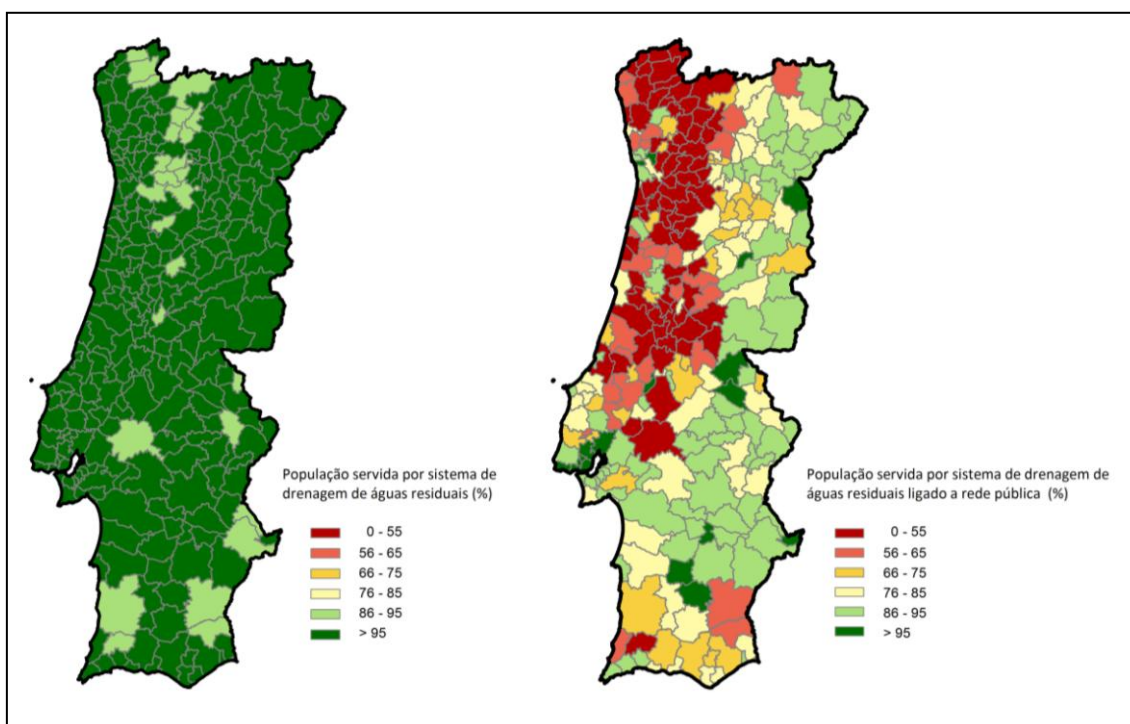 População servida por sistema de
drenagem de águas residuais (%)
0 - 55
56 - 65
66 - 75
76 - 85
86 - 95
> 95
População servida por sistema de drenagem de
águas residuais ligado a rede pública (%)
0 - 55
56 - 65
66 - 75
76 - 85
86 - 95
> 95